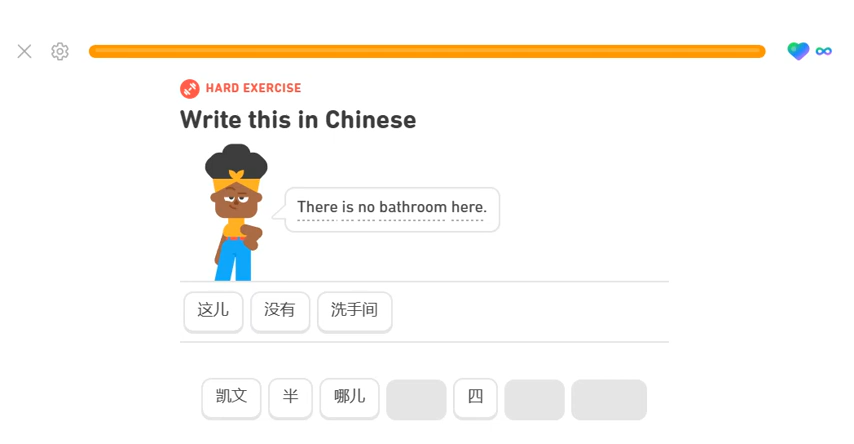 HARD EXERCISE
Write this in Chinese
There is no bathroom here.
这儿 没有 洗手间
凯文 半 哪儿 四